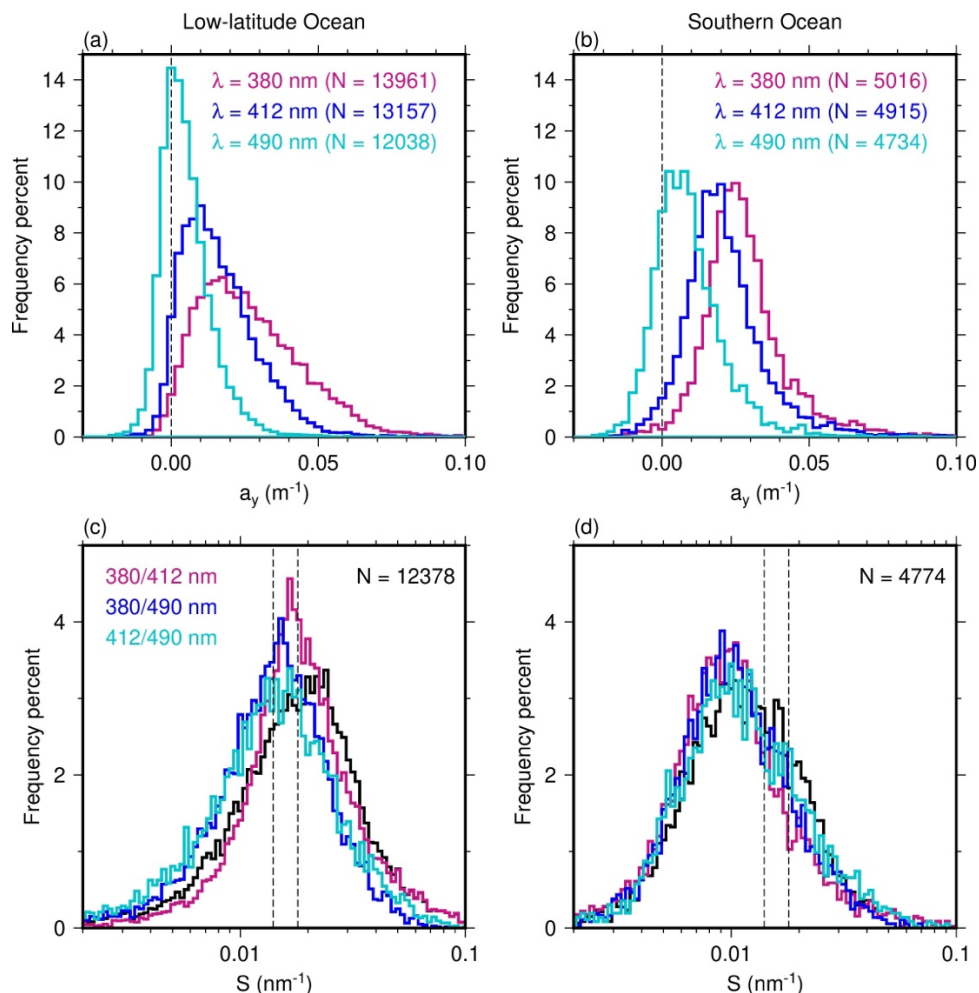 Low-latitude Ocean
Southern Ocean
(a)
(b)
λ = 380 nm (N = 13961)
λ = 412 nm (N = 13157)
λ = 490 nm (N = 12038)
λ = 380 nm (N = 5016)
λ = 412 nm (N = 4915)
λ = 490 nm (N = 4734)
Frequency percent
14
12
10
8
6
4
2
0
Frequency percent
14
12
10
8
6
4
2
0
0.00 0.05 0.10
0.00 0.05 0.10
a_y (m⁻¹)
a_y (m⁻¹)
(c)
(d)
380/412 nm
380/490 nm
412/490 nm
N = 12378
N = 4774
Frequency percent
4
2
0
Frequency percent
4
2
0
0.01 0.1
0.01 0.1
S (nm⁻¹)
S (nm⁻¹)